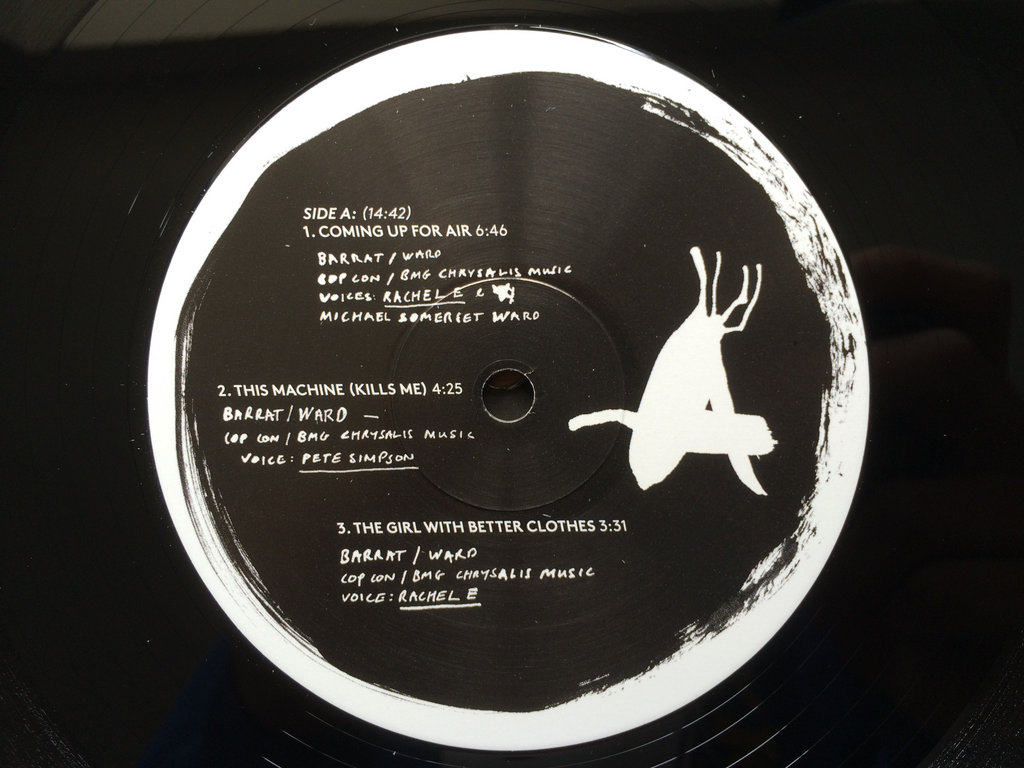 SIDE A: (14:42)
1. COMING UP FOR AIR 6:46
BARRAT / WARD
COP CON / BMG CHRYSALIS MUSIC
VOICES: RACHEL E &
MICHAEL SOMERSET WARD
2. THIS MACHINE (KILLS ME) 4:25
BARRAT / WARD –
COP CON / BMG CHRYSALIS MUSIC
VOICE: PETE SIMPSON
3. THE GIRL WITH BETTER CLOTHES 3:31
BARRAT / WARD
COP CON / BMG CHRYSALIS MUSIC
VOICE: RACHEL E
A